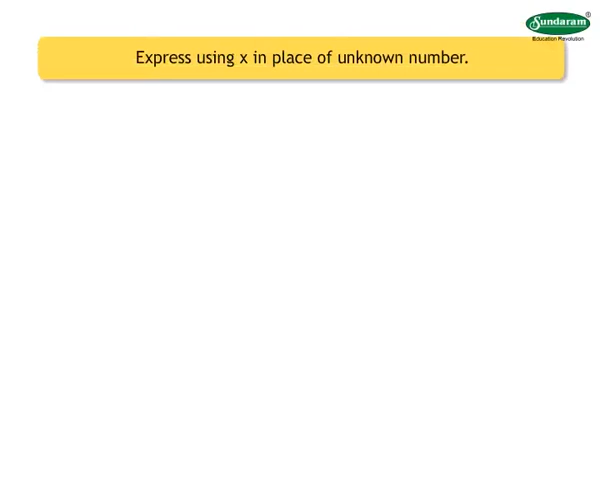 Sundaram®
Education Revolution
Express using x in place of unknown number.